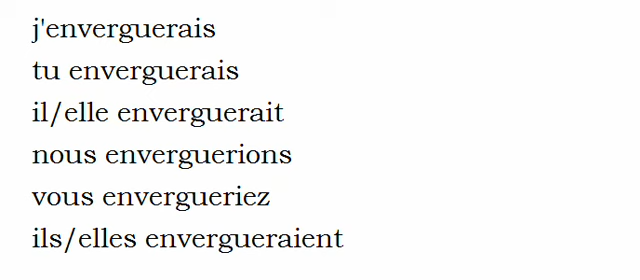 j'enverguerais
tu enverguerais
il/elle enverguerait
nous enverguerions
vous envergueriez
ils/elles envergueraient